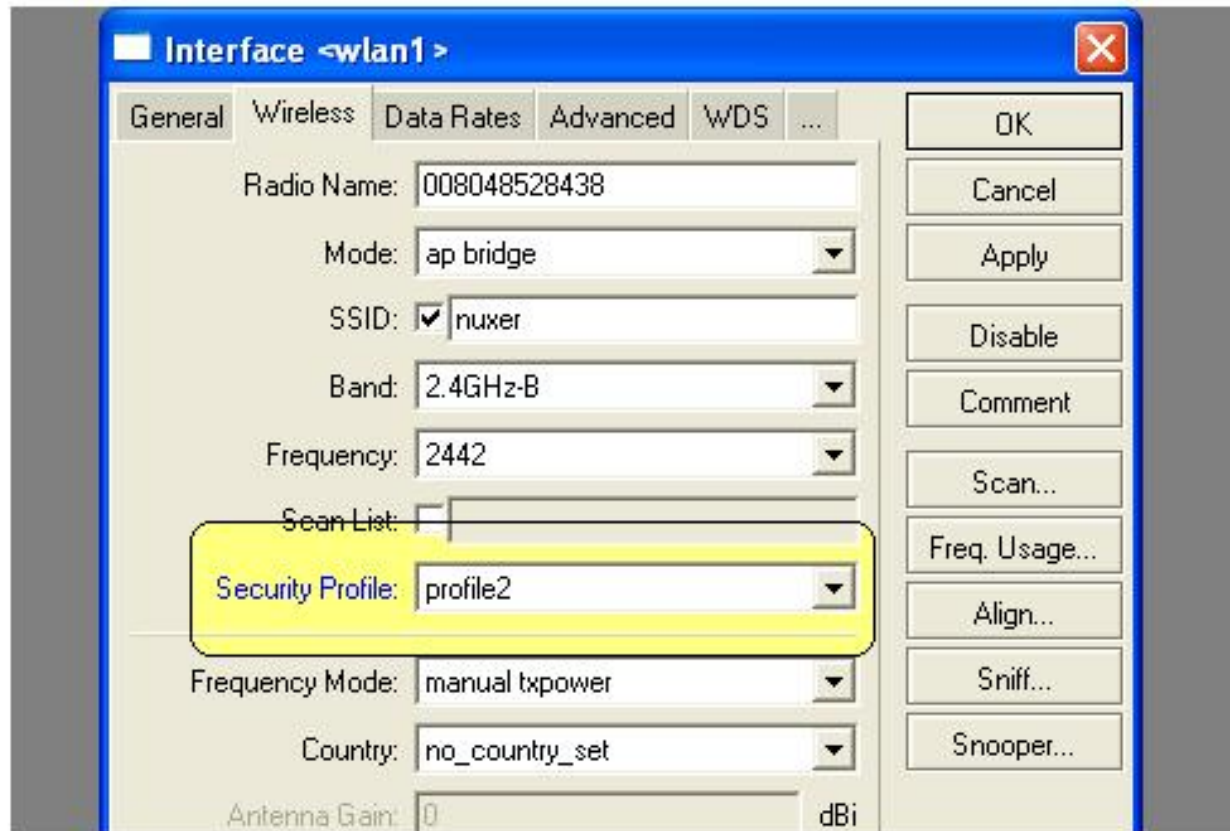 Interface <wlan1>
General Wireless Data Rates Advanced WDS ...
Radio Name: 008048528438
Mode: ap bridge
SSID: nuxer
Band: 2.4GHz-B
Frequency: 2442
Scan List:
Security Profile: profile2
Frequency Mode: manual txpower
Country: no_country_set
Antenna Gain: 0 dBi
OK
Cancel
Apply
Disable
Comment
Scan...
Freq. Usage...
Align...
Sniff...
Snooper...